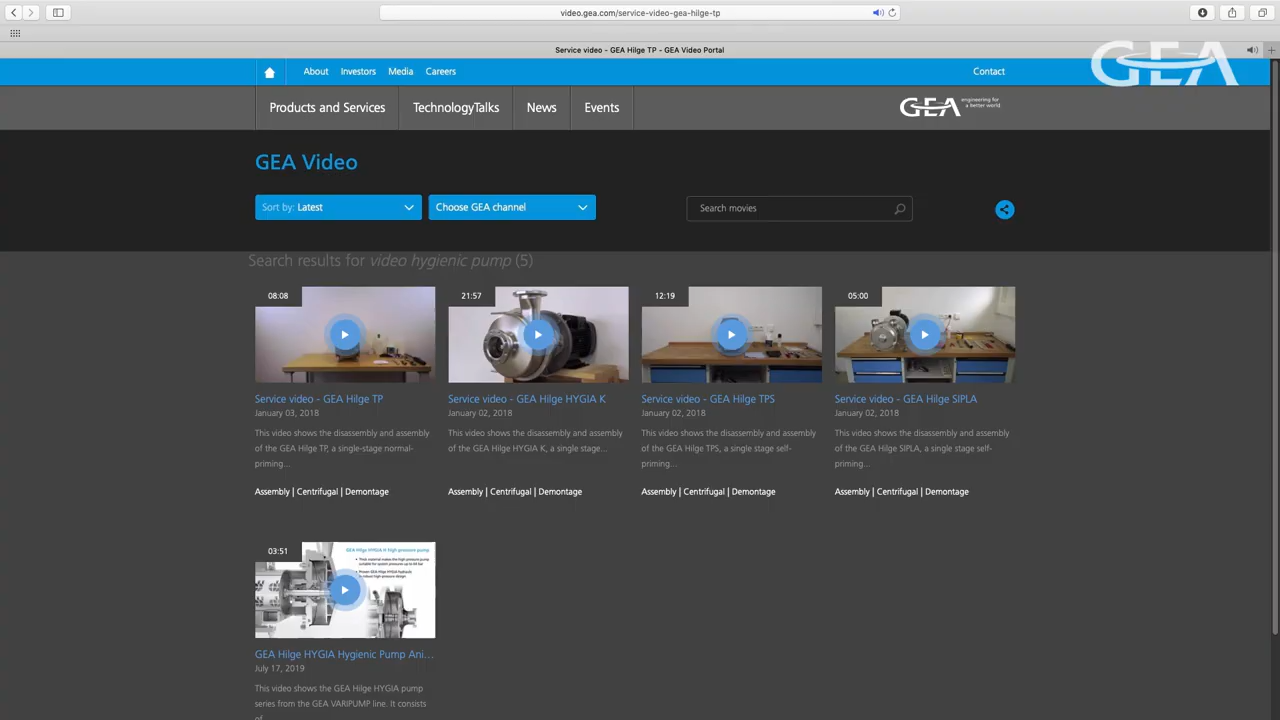 video.gea.com/service-video-gea-hilge-tp
Service video - GEA Hilge TP - GEA Video Portal
GEA
About Investors Media Careers Contact
Products and Services TechnologyTalks News Events
GEA engineering for a better world
GEA Video
Sort by: Latest Choose GEA channel Search movies
Search results for video hygienic pump (5)
08:08
Service video - GEA Hilge TP
January 03, 2018
This video shows the disassembly and assembly
of the GEA Hilge TP, a single-stage normal-
priming...
Assembly | Centrifugal | Demontage
21:57
Service video - GEA Hilge HYGIA K
January 02, 2018
This video shows the disassembly and assembly
of the GEA Hilge HYGIA K, a single stage...
Assembly | Centrifugal | Demontage
12:19
Service video - GEA Hilge TPS
January 02, 2018
This video shows the disassembly and assembly
of the GEA Hilge TPS, a single stage self-
priming...
Assembly | Centrifugal | Demontage
05:00
Service video - GEA Hilge SIPLA
January 02, 2018
This video shows the disassembly and assembly
of the GEA Hilge SIPLA, a single stage self-
priming...
Assembly | Centrifugal | Demontage
03:51
GEA Hilge HYGIA H high pressure pump
GEA Hilge HYGIA Hygienic Pump Ani...
July 17, 2019
This video shows the GEA Hilge HYGIA pump
series from the GEA VARIPUMP line. It consists
of